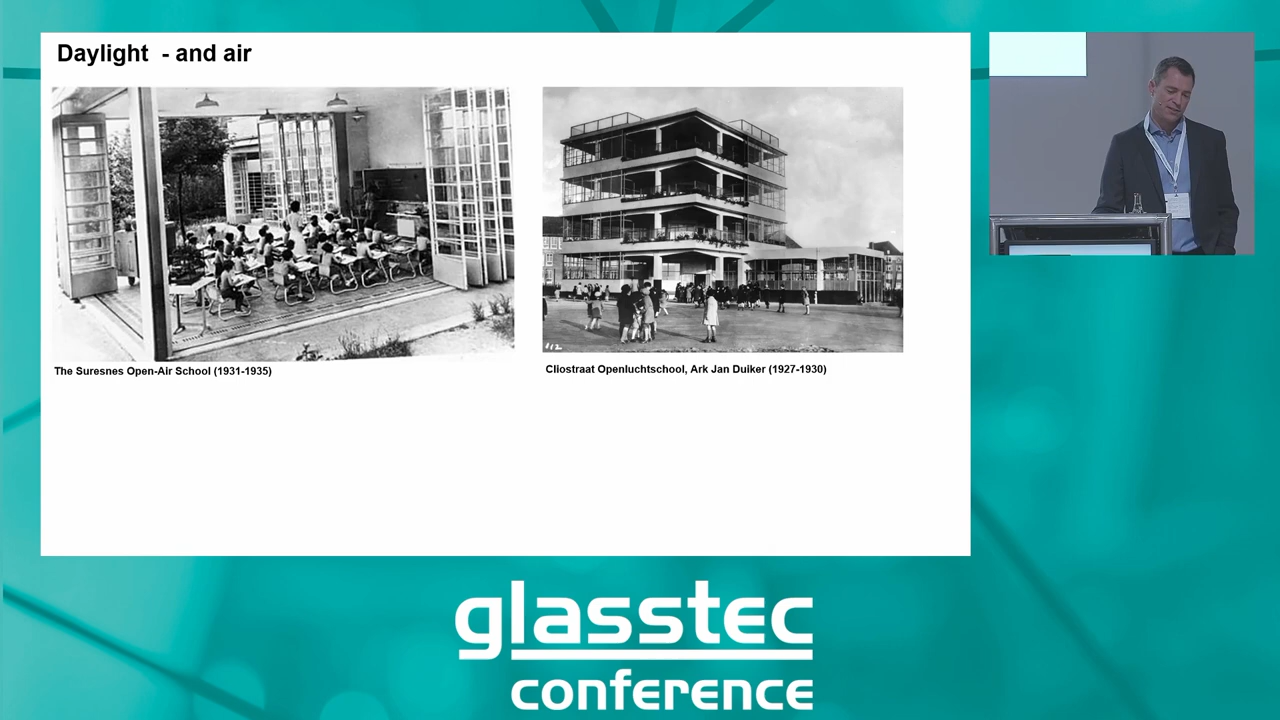 Daylight  - and air
The Suresnes Open-Air School (1931-1935)
Cliostraat Openluchtschool, Ark Jan Duiker (1927-1930)
112
glasstec
conference